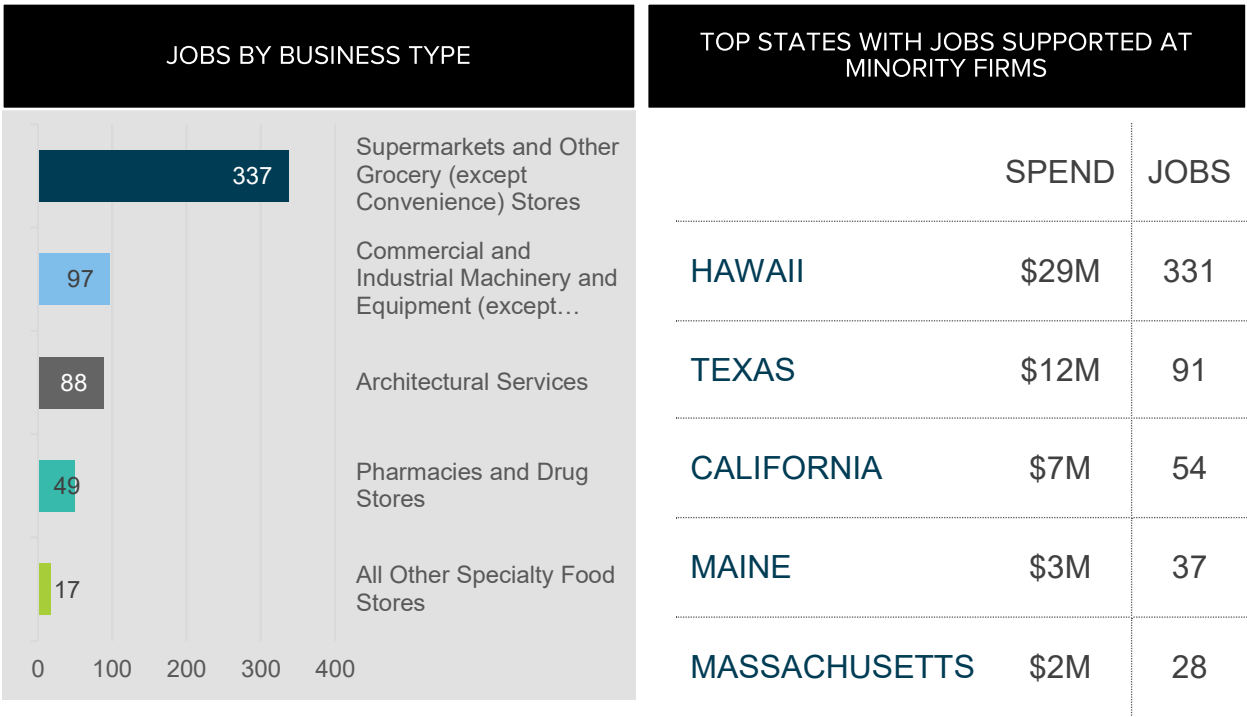 JOBS BY BUSINESS TYPE
337
Supermarkets and Other
Grocery (except
Convenience) Stores
97
Commercial and
Industrial Machinery and
Equipment (except…
88
Architectural Services
49
Pharmacies and Drug
Stores
17
All Other Specialty Food
Stores
0 100 200 300 400
TOP STATES WITH JOBS SUPPORTED AT
MINORITY FIRMS
SPEND JOBS
HAWAII $29M 331
TEXAS $12M 91
CALIFORNIA $7M 54
MAINE $3M 37
MASSACHUSETTS $2M 28